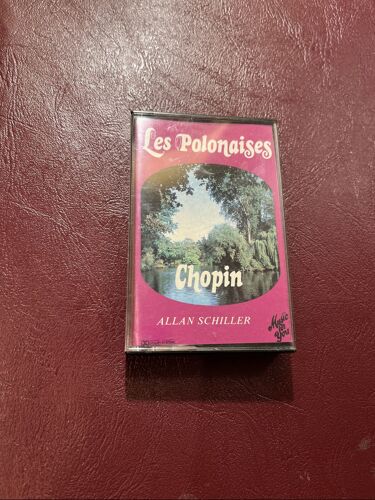 Les Polonaises
Chopin
ALLAN SCHILLER
Music
for
You